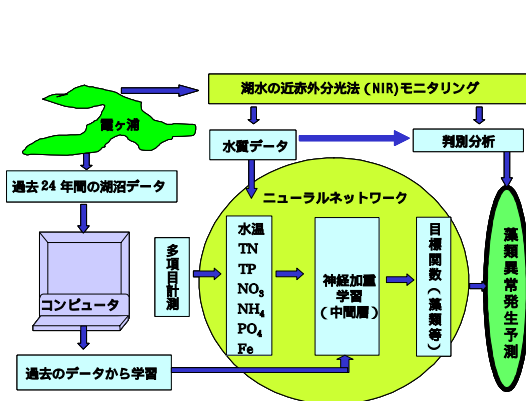 湖水の近赤外分光法（NIR)モニタリング
霞ヶ浦
水質データ
判別分析
過去24年間の湖沼データ
ニューラルネットワーク
コンピュータ
多項目計測
水温
TN
TP
NO₃
NH₄
PO₄
Fe
神経加重
学習
（中間層）
目標関数（藻類等）
藻類異常発生予測
過去のデータから学習